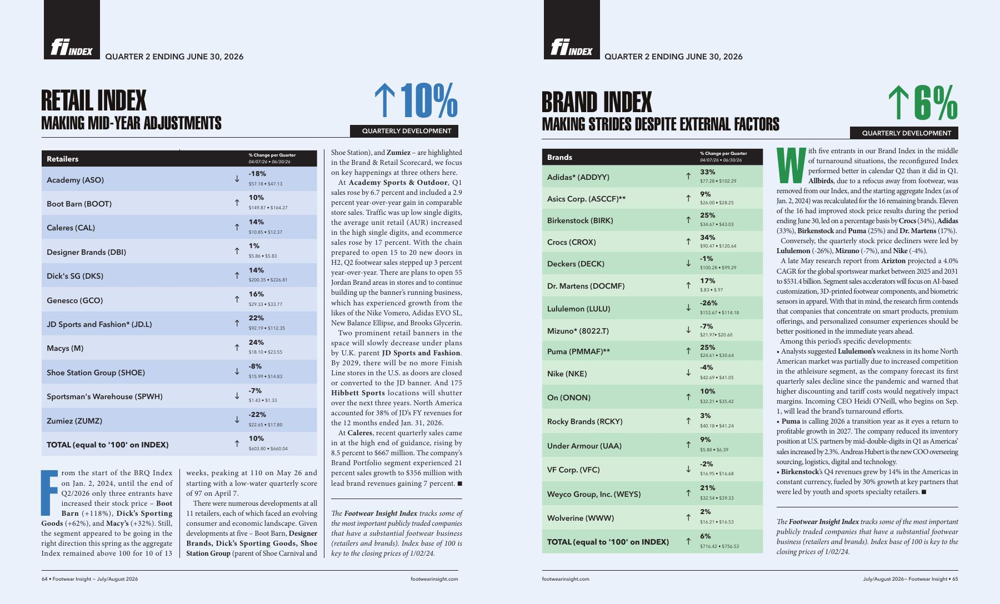 fi INDEX
QUARTER 2 ENDING JUNE 30, 2026
RETAIL INDEX
MAKING MID-YEAR ADJUSTMENTS
↑10%
QUARTERLY DEVELOPMENT
Retailers
% Change per Quarter
04/07/26 • 06/30/26
Academy (ASO) ↓ -18%
$57.18 • $47.13
Boot Barn (BOOT) ↑ 10%
$149.87 • $164.27
Caleres (CAL) ↑ 14%
$10.85 • $12.37
Designer Brands (DBI) ↑ 1%
$5.86 • $5.83
Dick's SG (DKS) ↑ 14%
$200.35 • $226.81
Genesco (GCO) ↑ 16%
$29.33 • $33.77
JD Sports and Fashion* (JD.L) ↑ 22%
$92.19 • $112.35
Macys (M) ↑ 24%
$18.10 • $23.55
Shoe Station Group (SHOE) ↓ -8%
$15.99 • $14.83
Sportsman's Warehouse (SPWH) ↓ -7%
$1.43 • $1.33
Zumiez (ZUMZ) ↓ -22%
$22.65 • $17.80
TOTAL (equal to '100' on INDEX) ↑ 10%
$603.80 • $660.04
From the start of the BRQ Index
on Jan. 2, 2024, until the end of
Q2/2026 only three entrants have
increased their stock price – Boot
Barn (+118%), Dick's Sporting
Goods (+62%), and Macy's (+32%). Still,
the segment appeared to be going in the
right direction this spring as the aggregate
Index remained above 100 for 10 of 13
weeks, peaking at 110 on May 26 and
starting with a low-water quarterly score
of 97 on April 7.
There were numerous developments at all
11 retailers, each of which faced an evolving
consumer and economic landscape. Given
developments at five – Boot Barn, Designer
Brands, Dick's Sporting Goods, Shoe
Station Group (parent of Shoe Carnival and
Shoe Station), and Zumiez – are highlighted
in the Brand & Retail Scorecard, we focus
on key happenings at three others here.
At Academy Sports & Outdoor, Q1
sales rose by 6.7 percent and included a 2.9
percent year-over-year gain in comparable
store sales. Traffic was up low single digits,
the average unit retail (AUR) increased
in the high single digits, and ecommerce
sales rose by 17 percent. With the chain
prepared to open 15 to 20 new doors in
H2, Q2 footwear sales stepped up 3 percent
year-over-year. There are plans to open 55
Jordan Brand areas in stores and to continue
building up the banner's running business,
which has experienced growth from the
likes of the Nike Vomero, Adidas EVO SL,
New Balance Ellipse, and Brooks Glycerin.
Two prominent retail banners in the
space will slowly decrease under plans
by U.K. parent JD Sports and Fashion.
By 2029, there will be no more Finish
Line stores in the U.S. as doors are closed
or converted to the JD banner. And 175
Hibbett Sports locations will shutter
over the next three years. North America
accounted for 38% of JD's FY revenues for
the 12 months ended Jan. 31, 2026.
At Caleres, recent quarterly sales came
in at the high end of guidance, rising by
8.5 percent to $667 million. The company's
Brand Portfolio segment experienced 21
percent sales growth to $356 million with
lead brand revenues gaining 7 percent. ■
The Footwear Insight Index tracks some of
the most important publicly traded companies
that have a substantial footwear business
(retailers and brands). Index base of 100 is
key to the closing prices of 1/02/24.
64 • Footwear Insight ~ July/August 2026
footwearinsight.com
fi INDEX
QUARTER 2 ENDING JUNE 30, 2026
BRAND INDEX
MAKING STRIDES DESPITE EXTERNAL FACTORS
↑6%
QUARTERLY DEVELOPMENT
Brands
% Change per Quarter
04/07/26 • 06/30/26
Adidas* (ADDYY) ↑ 33%
$77.28 • $102.29
Asics Corp. (ASCCF)** ↑ 9%
$26.00 • $28.25
Birkenstock (BIRK) ↑ 25%
$34.67 • $43.03
Crocs (CROX) ↑ 34%
$90.47 • $120.64
Deckers (DECK) ↓ -1%
$100.28 • $99.29
Dr. Martens (DOCMF) ↑ 17%
$.83 • $.97
Lululemon (LULU) ↓ -26%
$153.67 • $114.18
Mizuno* (8022.T) ↓ -7%
$21.97• $20.60
Puma (PMMAF)** ↑ 25%
$24.61 • $30.64
Nike (NKE) ↓ -4%
$42.69 • $41.05
On (ONON) ↑ 10%
$32.21 • $35.42
Rocky Brands (RCKY) ↑ 3%
$40.18 • $41.24
Under Armour (UAA) ↑ 9%
$5.88 • $6.39
VF Corp. (VFC) ↓ -2%
$16.95 • $16.68
Weyco Group, Inc. (WEYS) ↑ 21%
$32.54 • $39.33
Wolverine (WWW) ↑ 2%
$16.21 • $16.53
TOTAL (equal to '100' on INDEX) ↑ 6%
$716.42 • $756.53
With five entrants in our Brand Index in the middle
of turnaround situations, the reconfigured Index
performed better in calendar Q2 than it did in Q1.
Allbirds, due to a refocus away from footwear, was
removed from our Index, and the starting aggregate Index (as of
Jan. 2, 2024) was recalculated for the 16 remaining brands. Eleven
of the 16 had improved stock price results during the period
ending June 30, led on a percentage basis by Crocs (34%), Adidas
(33%), Birkenstock and Puma (25%) and Dr. Martens (17%).
Conversely, the quarterly stock price decliners were led by
Lululemon (-26%), Mizuno (-7%), and Nike (-4%).
A late May research report from Arizton projected a 4.0%
CAGR for the global sportswear market between 2025 and 2031
to $531.4 billion. Segment sales accelerators will focus on AI-based
customization, 3D-printed footwear components, and biometric
sensors in apparel. With that in mind, the research firm contends
that companies that concentrate on smart products, premium
offerings, and personalized consumer experiences should be
better positioned in the immediate years ahead.
Among this period's specific developments:
• Analysts suggested Lululemon's weakness in its home North
American market was partially due to increased competition
in the athleisure segment, as the company forecast its first
quarterly sales decline since the pandemic and warned that
higher discounting and tariff costs would negatively impact
margins. Incoming CEO Heidi O'Neill, who begins on Sep.
1, will lead the brand's turnaround efforts.
• Puma is calling 2026 a transition year as it eyes a return to
profitable growth in 2027. The company reduced its inventory
position at U.S. partners by mid-double-digits in Q1 as Americas'
sales increased by 2.3%. Andreas Hubert is the new COO overseeing
sourcing, logistics, digital and technology.
• Birkenstock's Q4 revenues grew by 14% in the Americas in
constant currency, fueled by 30% growth at key partners that
were led by youth and sports specialty retailers. ■
The Footwear Insight Index tracks some of the most important
publicly traded companies that have a substantial footwear
business (retailers and brands). Index base of 100 is key to the
closing prices of 1/02/24.
footwearinsight.com
July/August 2026~ Footwear Insight • 65